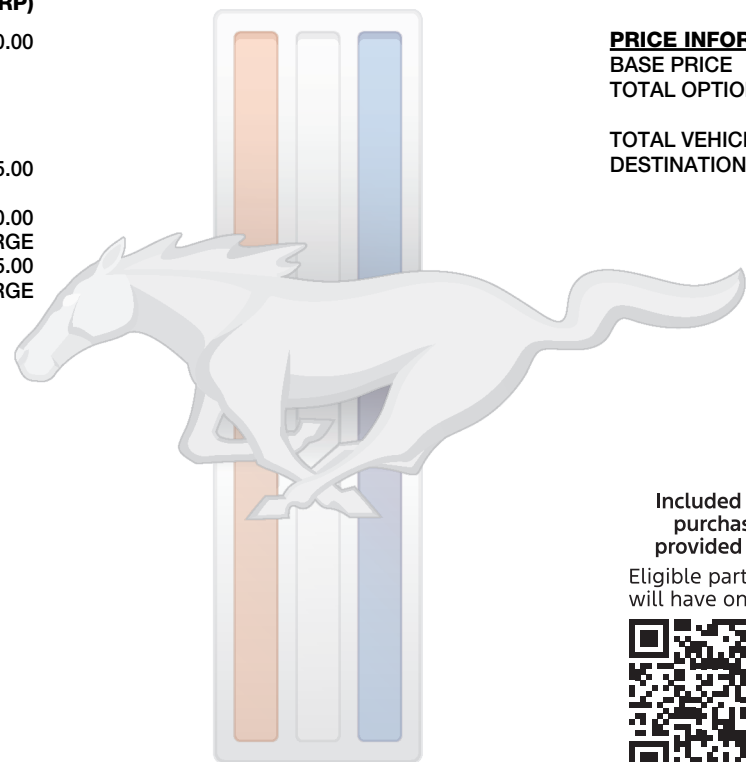 RP)
0.00
5.00
0.00
RGE
5.00
RGE
PRICE INFOR
BASE PRICE
TOTAL OPTIO
TOTAL VEHICL
DESTINATION
Included
purchas
provided
Eligible part
will have on